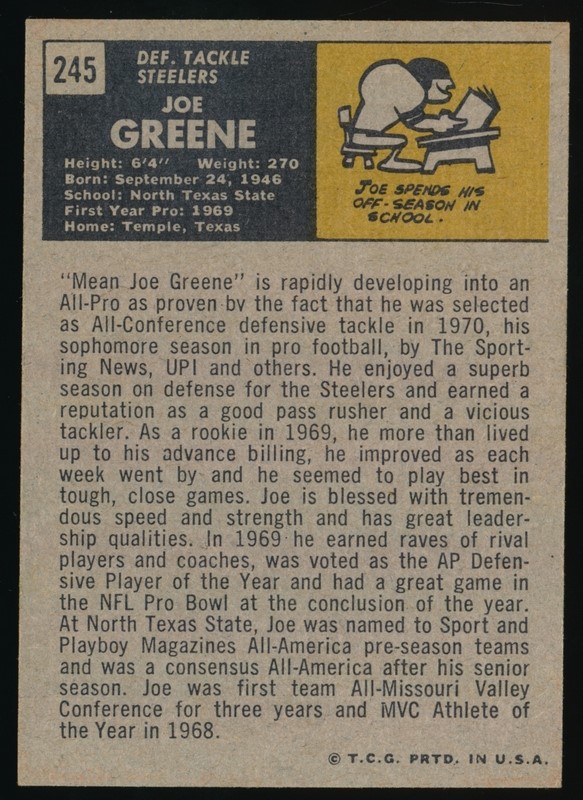 245
DEF. TACKLE
STEELERS
JOE
GREENE
Height: 6'4" Weight: 270
Born: September 24, 1946
School: North Texas State
First Year Pro: 1969
Home: Temple, Texas
JOE SPENDS HIS
OFF-SEASON IN
SCHOOL.
"Mean Joe Greene" is rapidly developing into an
All-Pro as proven by the fact that he was selected
as All-Conference defensive tackle in 1970, his
sophomore season in pro football, by The Sport-
ing News, UPI and others. He enjoyed a superb
season on defense for the Steelers and earned a
reputation as a good pass rusher and a vicious
tackler. As a rookie in 1969, he more than lived
up to his advance billing, he improved as each
week went by and he seemed to play best in
tough, close games. Joe is blessed with tremen-
dous speed and strength and has great leader-
ship qualities. In 1969 he earned raves of rival
players and coaches, was voted as the AP Defen-
sive Player of the Year and had a great game in
the NFL Pro Bowl at the conclusion of the year.
At North Texas State, Joe was named to Sport and
Playboy Magazines All-America pre-season teams
and was a consensus All-America after his senior
season. Joe was first team All-Missouri Valley
Conference for three years and MVC Athlete of
the Year in 1968.
© T.C.G. PRTD. IN U.S.A.